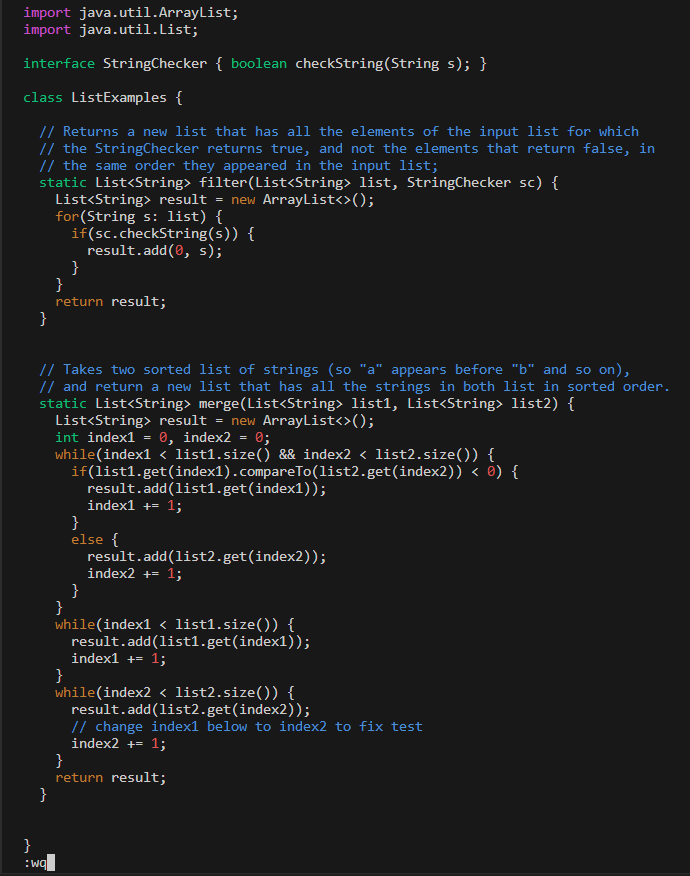 import java.util.ArrayList;
import java.util.List;

interface StringChecker { boolean checkString(String s); }

class ListExamples {

  // Returns a new list that has all the elements of the input list for which
  // the StringChecker returns true, and not the elements that return false, in
  // the same order they appeared in the input list;
  static List<String> filter(List<String> list, StringChecker sc) {
    List<String> result = new ArrayList<>();
    for(String s: list) {
      if(sc.checkString(s)) {
        result.add(0, s);
      }
    }
    return result;
  }


  // Takes two sorted list of strings (so "a" appears before "b" and so on),
  // and return a new list that has all the strings in both list in sorted order.
  static List<String> merge(List<String> list1, List<String> list2) {
    List<String> result = new ArrayList<>();
    int index1 = 0, index2 = 0;
    while(index1 < list1.size() && index2 < list2.size()) {
      if(list1.get(index1).compareTo(list2.get(index2)) < 0) {
        result.add(list1.get(index1));
        index1 += 1;
      }
      else {
        result.add(list2.get(index2));
        index2 += 1;
      }
    }
    while(index1 < list1.size()) {
      result.add(list1.get(index1));
      index1 += 1;
    }
    while(index2 < list2.size()) {
      result.add(list2.get(index2));
      // change index1 below to index2 to fix test
      index2 += 1;
    }
    return result;
  }


}
:wq